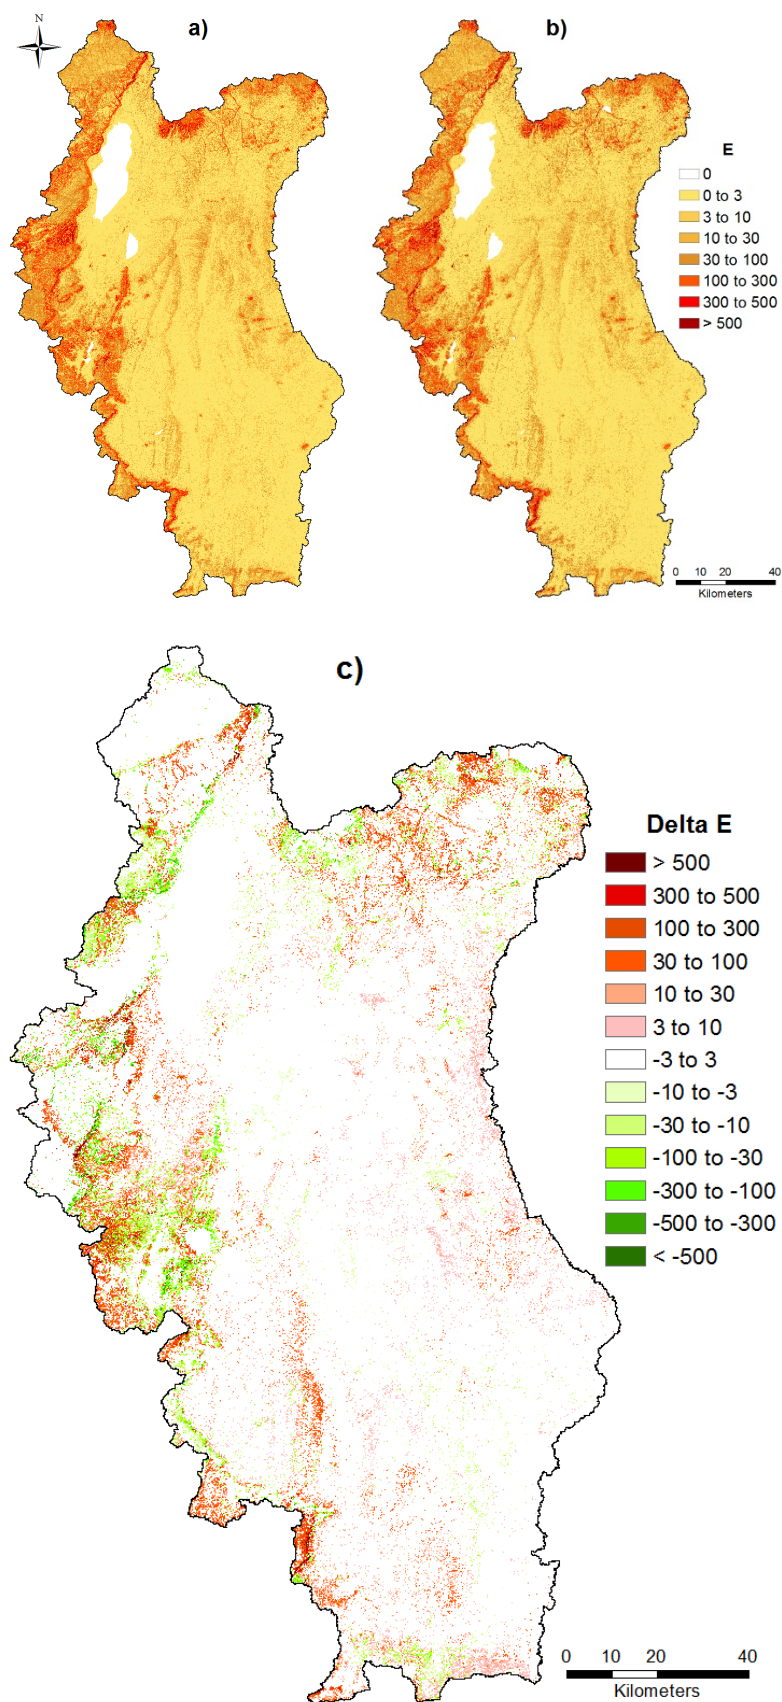 N
a)
b)
E
0
0 to 3
3 to 10
10 to 30
30 to 100
100 to 300
300 to 500
> 500
0 10 20 40
Kilometers
c)
Delta E
> 500
300 to 500
100 to 300
30 to 100
10 to 30
3 to 10
-3 to 3
-10 to -3
-30 to -10
-100 to -30
-300 to -100
-500 to -300
< -500
0 10 20 40
Kilometers